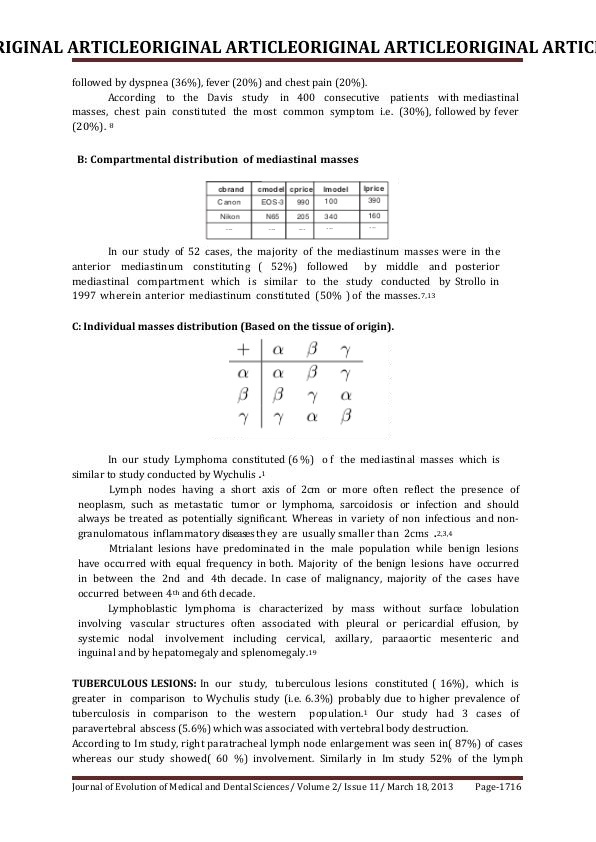 RIGINAL ARTICLEORIGINAL ARTICLEORIGINAL ARTICLEORIGINAL ARTIC
followed by dyspnea (36%), fever (20%) and chest pain (20%).
According to the Davis study in 400 consecutive patients with mediastinal
masses, chest pain constituted the most common symptom i.e. (30%), followed by fever
(20%). 8
B: Compartmental distribution of mediastinal masses
cbrand cmodel cprice lmodel lprice
Canon EOS-3 990 100 390
Nikon N65 205 340 160
... ... ... ... ...
In our study of 52 cases, the majority of the mediastinum masses were in the
anterior mediastinum constituting ( 52%) followed by middle and posterior
mediastinal compartment which is similar to the study conducted by Strollo in
1997 wherein anterior mediastinum constituted (50% ) of the masses.7,13
C: Individual masses distribution (Based on the tissue of origin).
+ α β γ
α α β γ
β β γ α
γ γ α β
In our study Lymphoma constituted (6 %) of the mediastinal masses which is
similar to study conducted by Wychulis .1
Lymph nodes having a short axis of 2cm or more often reflect the presence of
neoplasm, such as metastatic tumor or lymphoma, sarcoidosis or infection and should
always be treated as potentially significant. Whereas in variety of non infectious and non-
granulomatous inflammatory diseases they are usually smaller than 2cms .2,3,4
Mtrialant lesions have predominated in the male population while benign lesions
have occurred with equal frequency in both. Majority of the benign lesions have occurred
in between the 2nd and 4th decade. In case of malignancy, majority of the cases have
occurred between 4th and 6th decade.
Lymphoblastic lymphoma is characterized by mass without surface lobulation
involving vascular structures often associated with pleural or pericardial effusion, by
systemic nodal involvement including cervical, axillary, paraaortic mesenteric and
inguinal and by hepatomegaly and splenomegaly.19
TUBERCULOUS LESIONS: In our study, tuberculous lesions constituted ( 16%), which is
greater in comparison to Wychulis study (i.e. 6.3%) probably due to higher prevalence of
tuberculosis in comparison to the western population.1 Our study had 3 cases of
paravertebral abscess (5.6%) which was associated with vertebral body destruction.
According to Im study, right paratracheal lymph node enlargement was seen in( 87%) of cases
whereas our study showed( 60 %) involvement. Similarly in Im study 52% of the lymph
Journal of Evolution of Medical and Dental Sciences/ Volume 2/ Issue 11/ March 18, 2013 Page-1716